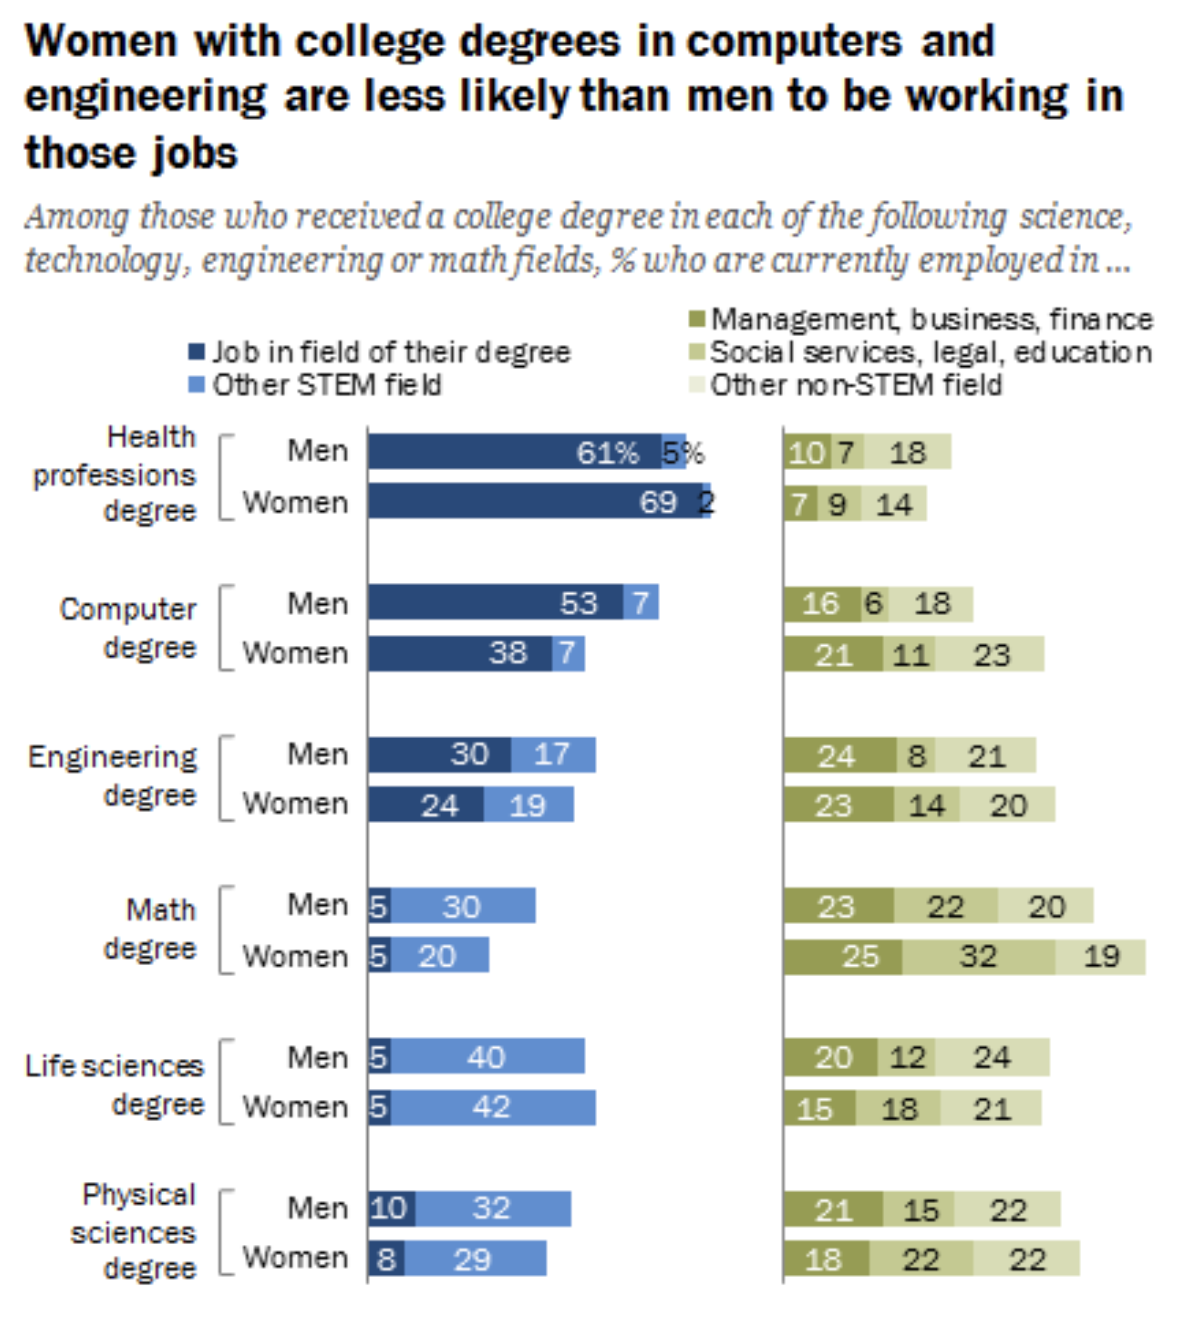 Women with college degrees in computers and
engineering are less likely than men to be working in
those jobs
Among those who received a college degree in each of the following science,
technology, engineering or math fields, % who are currently employed in ...
Job in field of their degree
Other STEM field
Management, business, finance
Social services, legal, education
Other non-STEM field
Health
professions
degree
Men 61% 5% 10 7 18
Women 69 2 7 9 14
Computer
degree
Men 53 7 16 6 18
Women 38 7 21 11 23
Engineering
degree
Men 30 17 24 8 21
Women 24 19 23 14 20
Math
degree
Men 5 30 23 22 20
Women 5 20 25 32 19
Life sciences
degree
Men 5 40 20 12 24
Women 5 42 15 18 21
Physical
sciences
degree
Men 10 32 21 15 22
Women 8 29 18 22 22